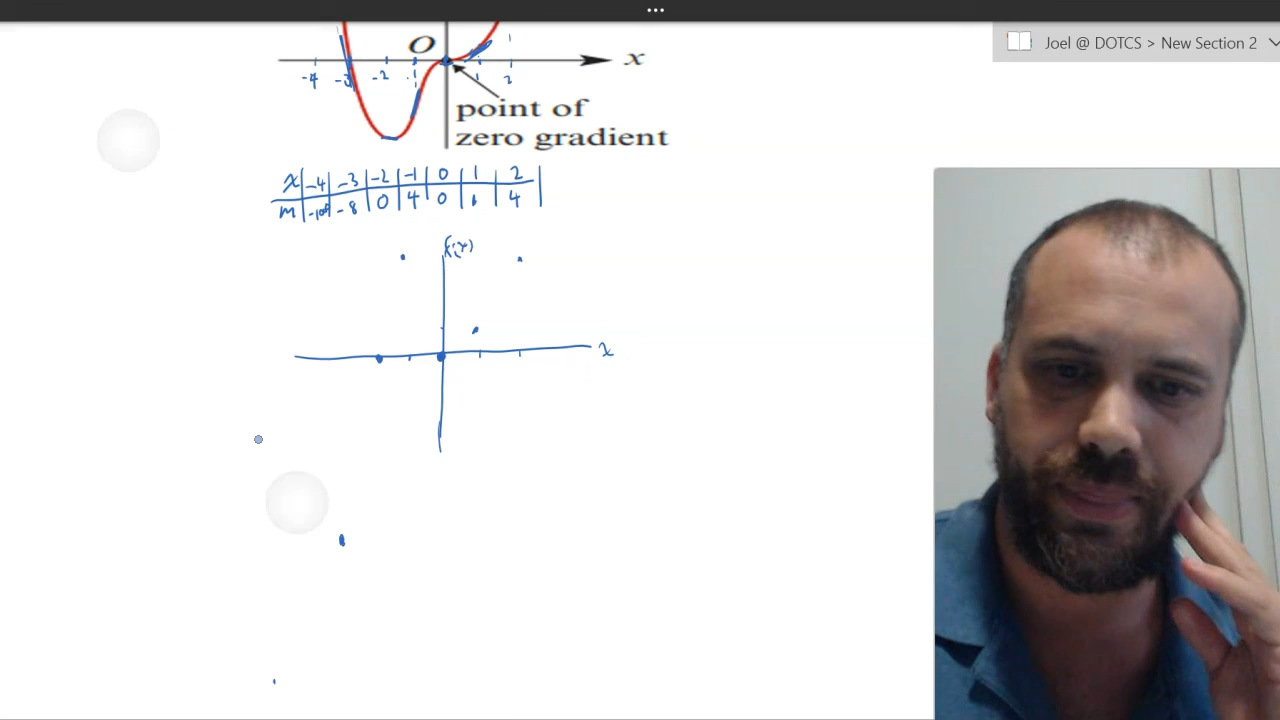 Joel @ DOTCS > New Section 2
O
x
-4 -3 -2 -1 1 2
point of
zero gradient
x -4 -3 -2 -1 0 1 2
m -8 0 4 0 1 4
f(x)
x